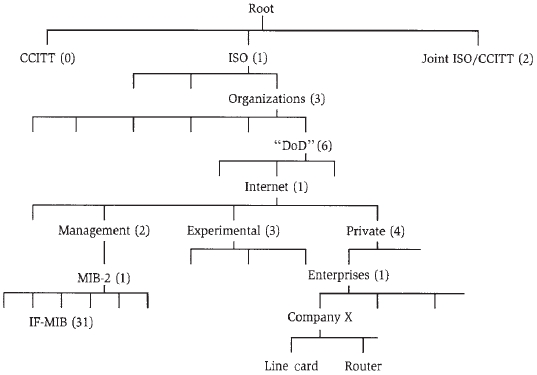 Root
CCITT (0) ISO (1) Joint ISO/CCITT (2)
Organizations (3)
“DoD” (6)
Internet (1)
Management (2) Experimental (3) Private (4)
MIB-2 (1) Enterprises (1)
IF-MIB (31) Company X
Line card Router